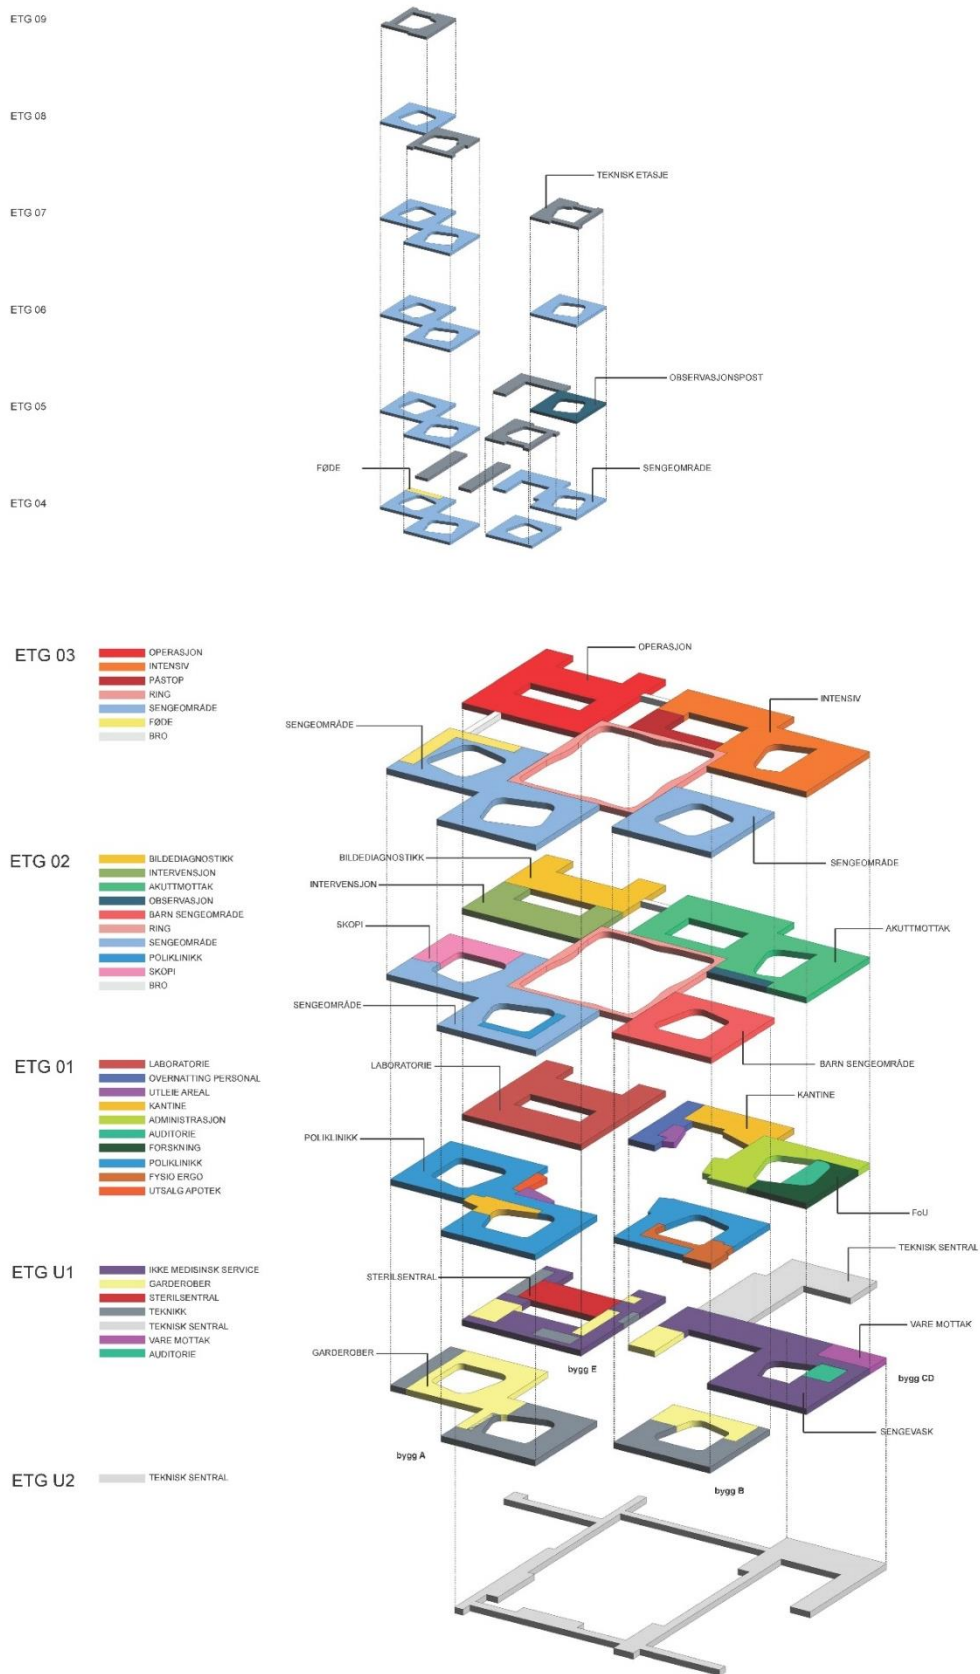 ETG 09
ETG 08
TEKNISK ETASJE
ETG 07
ETG 06
OBSERVASJONSPOST
ETG 05
FØDE
SENGEOMRÅDE
ETG 04
ETG 03
OPERASJON
INTENSIV
PASTOP
RING
SENGEOMRÅDE
FØDE
BRO
OPERASJON
INTENSIV
SENGEOMRÅDE
SENGEOMRÅDE
ETG 02
BILDEDIAGNOSTIKK
INTERVENSJON
AKUTTMOTTAK
OBSERVASJON
BARN SENGEOMRÅDE
RING
SENGEOMRÅDE
POLIKLINIKK
SKOPI
BRO
BILDEDIAGNOSTIKK
INTERVENSJON
SKOPI
AKUTTMOTTAK
SENGEOMRÅDE
BARN SENGEOMRÅDE
ETG 01
LABORATORIE
OVERNATTING PERSONAL
UTLEIE AREAL
KANTINE
ADMINISTRASJON
AUDITORIE
FORSKNING
POLIKLINIKK
FYSIO ERGO
UTSALG APOTEK
LABORATORIE
KANTINE
POLIKLINIKK
FoU
ETG U1
IKKE MEDISINSK SERVICE
GARDEROBER
STERILSENTRAL
TEKNIKK
TEKNISK SENTRAL
VARE MOTTAK
AUDITORIE
TEKNISK SENTRAL
STERILSENTRAL
VARE MOTTAK
GARDEROBER
bygg E
bygg CD
SENGEVASK
bygg A
bygg B
ETG U2
TEKNISK SENTRAL